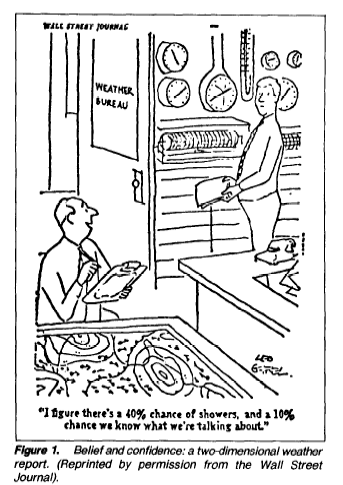 WALL STREET JOURNAL
WEATHER
BUREAU
LEO
"I figure there's a 40% chance of showers, and a 10%
chance we know what we're talking about."
Figure 1. Belief and confidence: a two-dimensional weather
report. (Reprinted by permission from the Wall Street
Journal).